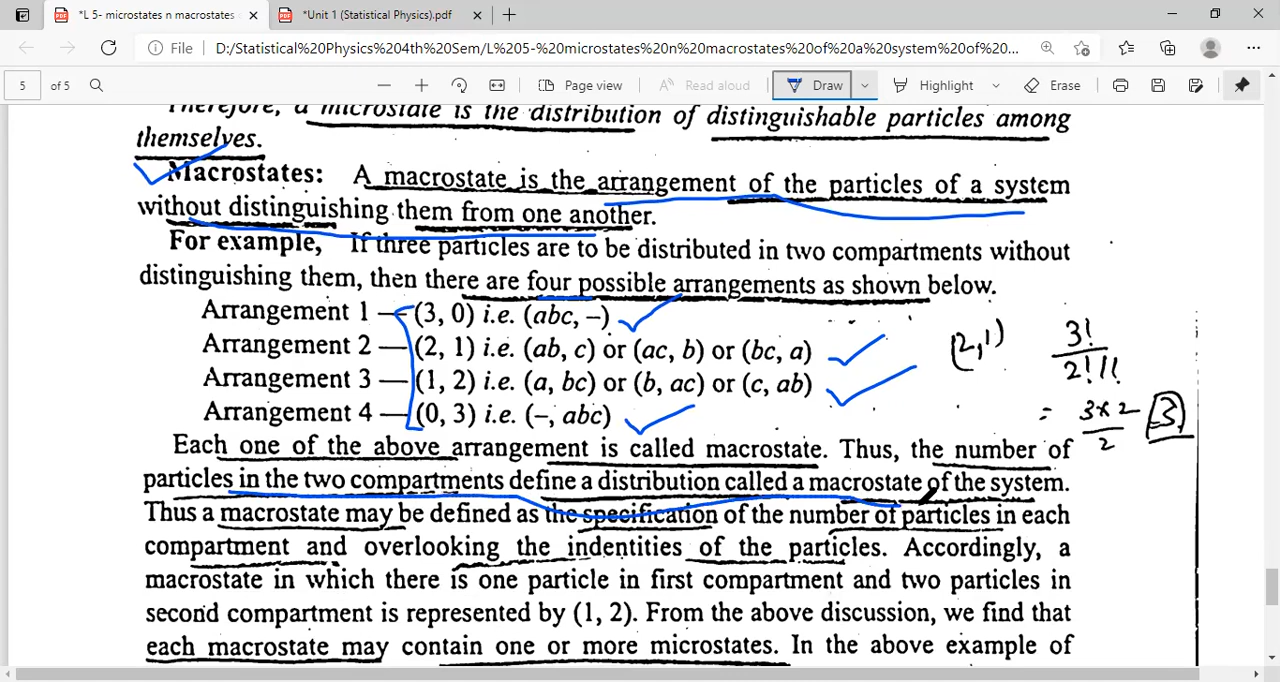 *L 5- microstates n macrostates
*Unit 1 (Statistical Physics).pdf
File
D:/Statistical%20Physics%204th%20Sem/L%205-%20microstates%20n%20macrostates%20of%20a%20system%20of%20...
5 of 5
Page view
Read aloud
Draw
Highlight
Erase
Therefore, a microstate is the distribution of distinguishable particles among
themselves.
Macrostates: A macrostate is the arrangement of the particles of a system
without distinguishing them from one another.
For example, If three particles are to be distributed in two compartments without
distinguishing them, then there are four possible arrangements as shown below.
Arrangement 1 — (3, 0) i.e. (abc, –)
Arrangement 2 — (2, 1) i.e. (ab, c) or (ac, b) or (bc, a)
Arrangement 3 — (1, 2) i.e. (a, bc) or (b, ac) or (c, ab)
Arrangement 4 — (0, 3) i.e. (–, abc)
(2,1)
3!
2! 1!
= 3×2
2
= 3
Each one of the above arrangement is called macrostate. Thus, the number of
particles in the two compartments define a distribution called a macrostate of the system.
Thus a macrostate may be defined as the specification of the number of particles in each
compartment and overlooking the indentities of the particles. Accordingly, a
macrostate in which there is one particle in first compartment and two particles in
second compartment is represented by (1, 2). From the above discussion, we find that
each macrostate may contain one or more microstates. In the above example of